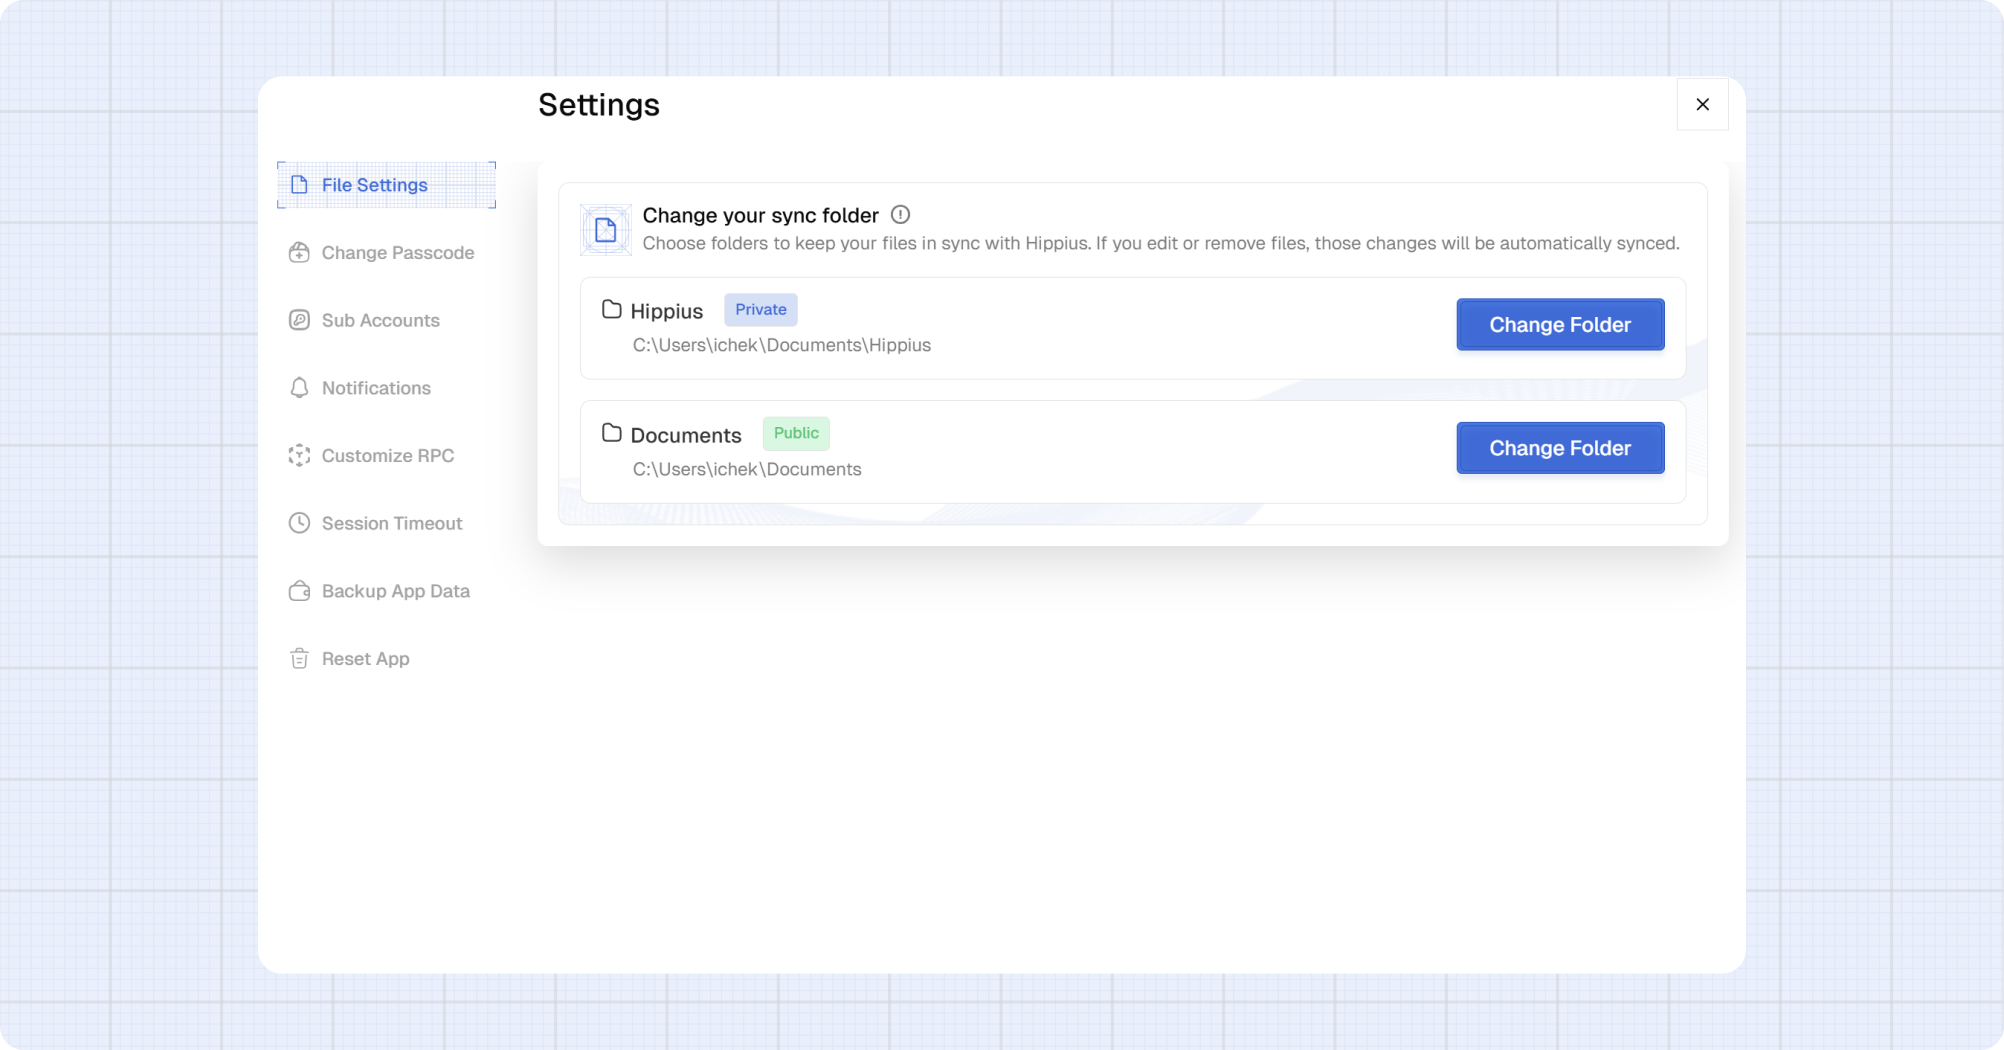 Settings
File Settings
Change Passcode
Sub Accounts
Notifications
Customize RPC
Session Timeout
Backup App Data
Reset App
Change your sync folder
Choose folders to keep your files in sync with Hippius. If you edit or remove files, those changes will be automatically synced.
Hippius Private
C:\Users\ichek\Documents\Hippius
Change Folder
Documents Public
C:\Users\ichek\Documents
Change Folder